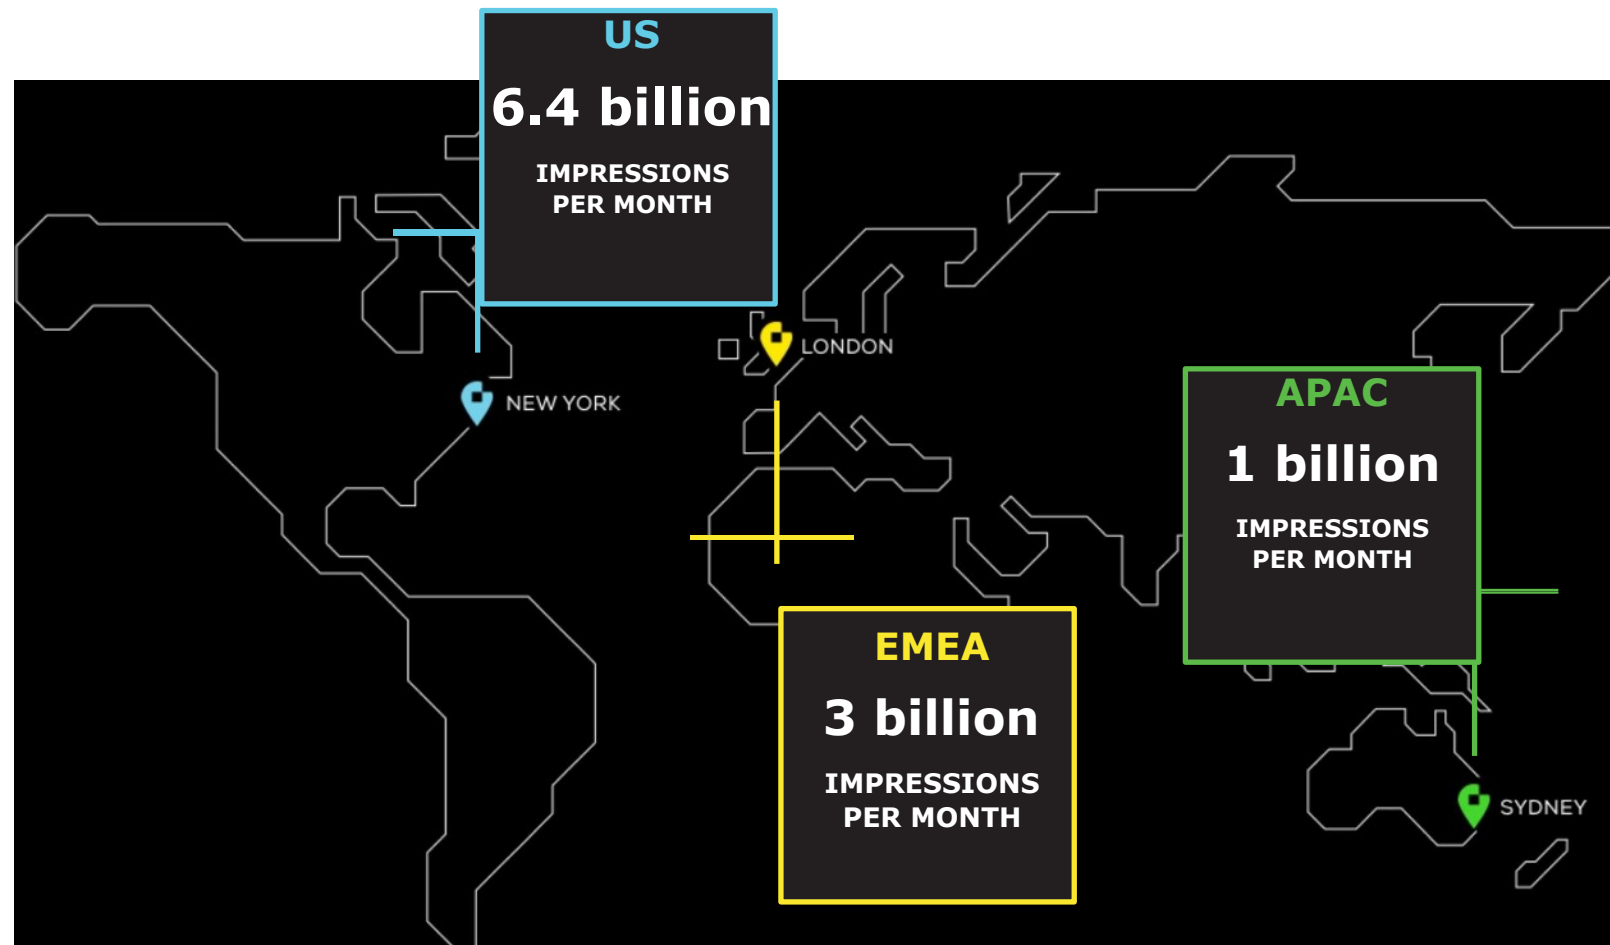 US
6.4 billion
IMPRESSIONS
PER MONTH
LONDON
NEW YORK
APAC
1 billion
IMPRESSIONS
PER MONTH
EMEA
3 billion
IMPRESSIONS
PER MONTH
SYDNEY